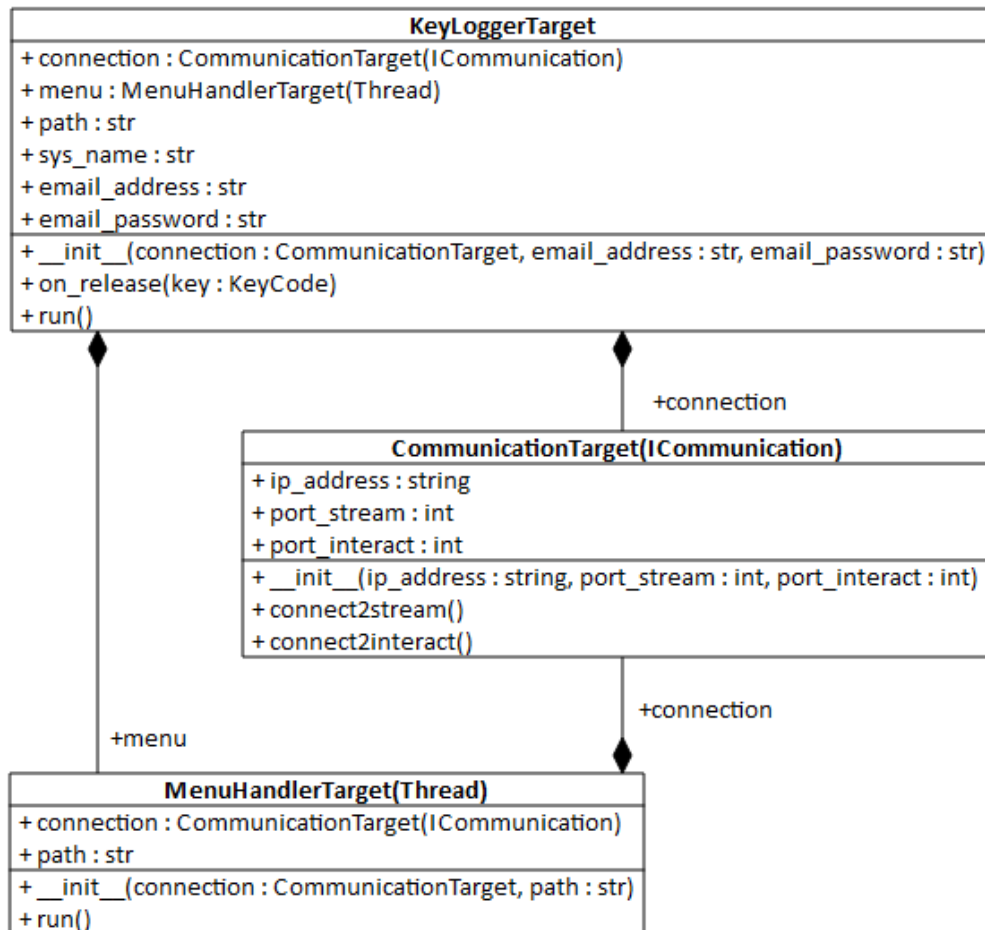 KeyLoggerTarget
+ connection : CommunicationTarget(ICommunication)
+ menu : MenuHandlerTarget(Thread)
+ path : str
+ sys_name : str
+ email_address : str
+ email_password : str
+ __init__(connection : CommunicationTarget, email_address : str, email_password : str)
+ on_release(key : KeyCode)
+ run()
+connection
CommunicationTarget(ICommunication)
+ ip_address : string
+ port_stream : int
+ port_interact : int
+ __init__(ip_address : string, port_stream : int, port_interact : int)
+ connect2stream()
+ connect2interact()
+connection
+menu
MenuHandlerTarget(Thread)
+ connection : CommunicationTarget(ICommunication)
+ path : str
+ __init__(connection : CommunicationTarget, path : str)
+ run()